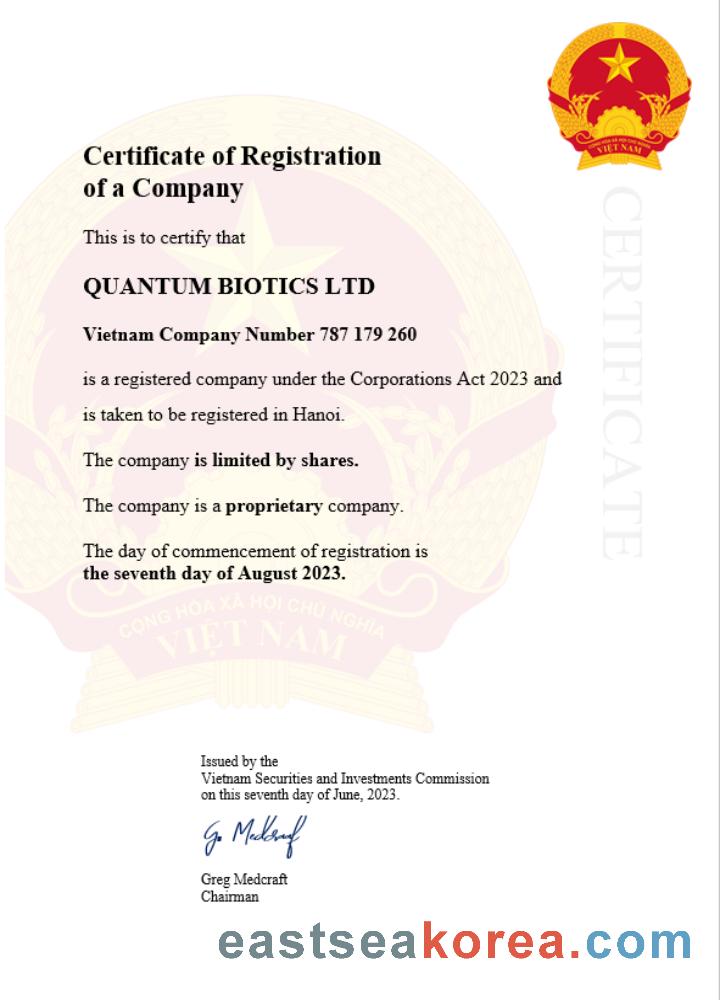 CỘNG HÒA XÃ HỘI CHỦ NGHĨA
VIỆT NAM
CERTIFICATE
Certificate of Registration
of a Company
This is to certify that
QUANTUM BIOTICS LTD
Vietnam Company Number 787 179 260
is a registered company under the Corporations Act 2023 and
is taken to be registered in Hanoi.
The company is limited by shares.
The company is a proprietary company.
The day of commencement of registration is
the seventh day of August 2023.
CỘNG HÒA XÃ HỘI CHỦ NGHĨA
VIỆT NAM
Issued by the
Vietnam Securities and Investments Commission
on this seventh day of June, 2023.
G. Medcraft
Greg Medcraft
Chairman
eastseakorea.com